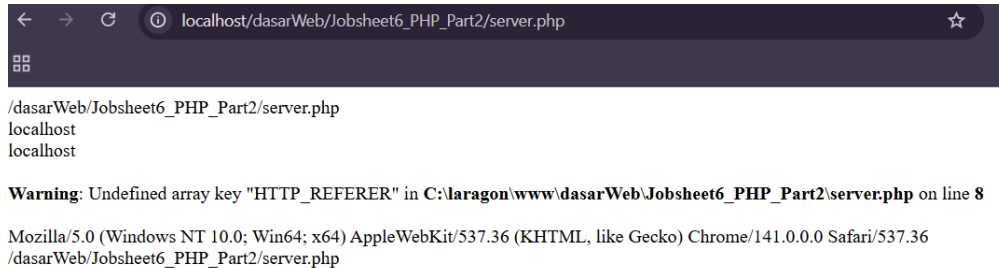 localhost/dasarWeb/Jobsheet6_PHP_Part2/server.php
/dasarWeb/Jobsheet6_PHP_Part2/server.php
localhost
localhost
Warning: Undefined array key "HTTP_REFERER" in C:\laragon\www\dasarWeb\Jobsheet6_PHP_Part2\server.php on line 8
Mozilla/5.0 (Windows NT 10.0; Win64; x64) AppleWebKit/537.36 (KHTML, like Gecko) Chrome/141.0.0.0 Safari/537.36
/dasarWeb/Jobsheet6_PHP_Part2/server.php